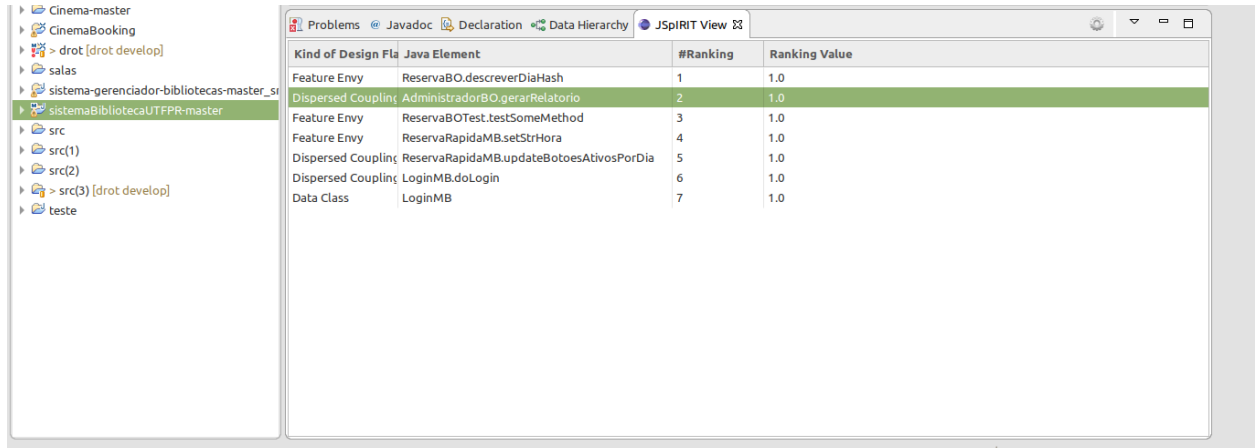 Cinema-master
CinemaBooking
> drot [drot develop]
salas
sistema-gerenciador-bibliotecas-master_s
sistemaBibliotecaUTFPR-master
src
src(1)
src(2)
> src(3) [drot develop]
teste
Problems @ Javadoc Declaration Data Hierarchy JSpIRIT View
Kind of Design Fla Java Element #Ranking Ranking Value
Feature Envy ReservaBO.descreverDiaHash 1 1.0
Dispersed Coupling AdministradorBO.gerarRelatorio 2 1.0
Feature Envy ReservaBOTest.testSomeMethod 3 1.0
Feature Envy ReservaRapidaMB.setStrHora 4 1.0
Dispersed Coupling ReservaRapidaMB.updateBotoesAtivosPorDia 5 1.0
Dispersed Coupling LoginMB.doLogin 6 1.0
Data Class LoginMB 7 1.0